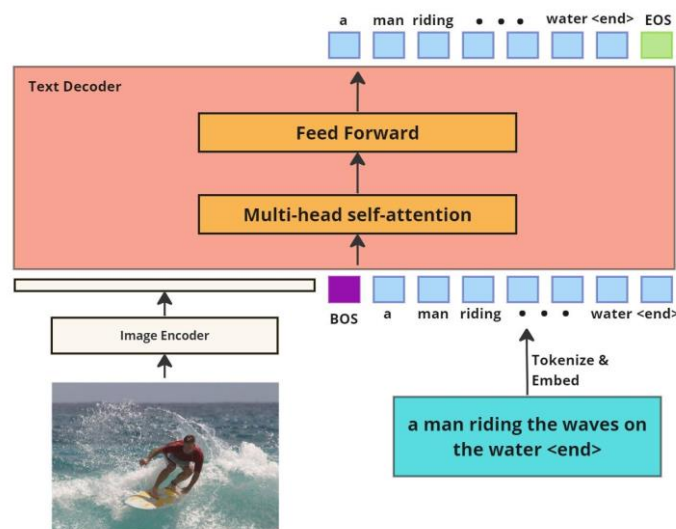 a man riding • • • water <end> EOS
Text Decoder
Feed Forward
Multi-head self-attention
BOS a man riding • • • water <end>
Image Encoder
Tokenize &
Embed
a man riding the waves on
the water <end>